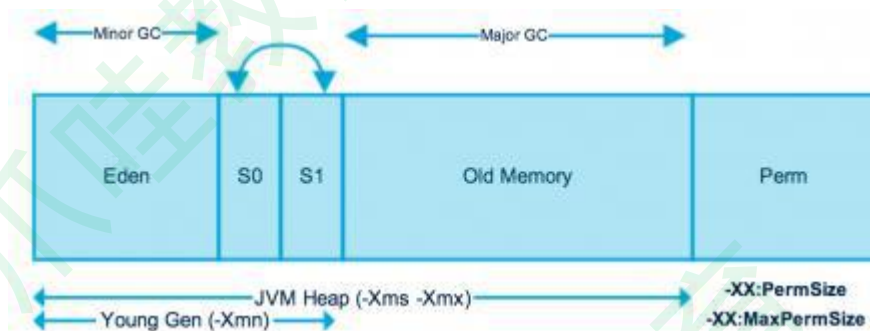 Minor GC
Major GC
Eden
S0
S1
Old Memory
Perm
JVM Heap (-Xms -Xmx)
-XX:PermSize
Young Gen (-Xmn)
-XX:MaxPermSize